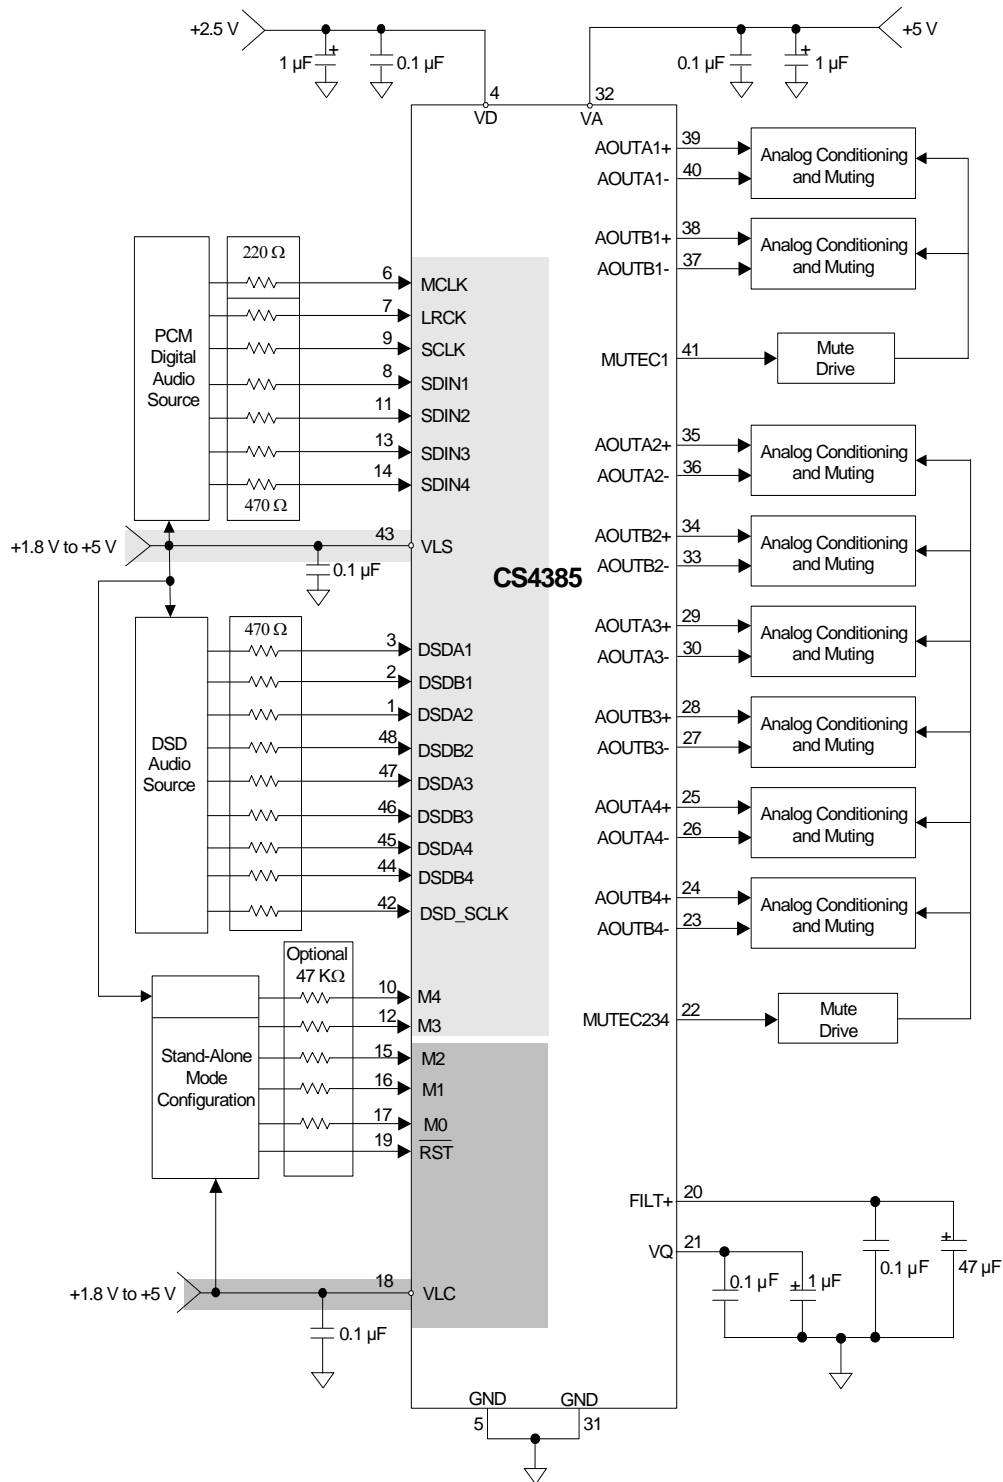 +2.5 V
+5 V
1 µF
+
0.1 µF
0.1 µF
+
1 µF
4
32
VD
VA
PCM
Digital
Audio
Source
220 Ω
470 Ω
6
MCLK
7
LRCK
9
SCLK
8
SDIN1
11
SDIN2
13
SDIN3
14
SDIN4
+1.8 V to +5 V
43
VLS
0.1 µF
CS4385
DSD
Audio
Source
470 Ω
3
DSDA1
2
DSDB1
1
DSDA2
48
DSDB2
47
DSDA3
46
DSDB3
45
DSDA4
44
DSDB4
42
DSD_SCLK
Optional
47 KΩ
Stand-Alone
Mode
Configuration
10
M4
12
M3
15
M2
16
M1
17
M0
19
RST
+1.8 V to +5 V
18
VLC
0.1 µF
AOUTA1+
39
AOUTA1-
40
Analog Conditioning
and Muting
AOUTB1+
38
AOUTB1-
37
Analog Conditioning
and Muting
MUTEC1
41
Mute
Drive
AOUTA2+
35
AOUTA2-
36
Analog Conditioning
and Muting
AOUTB2+
34
AOUTB2-
33
Analog Conditioning
and Muting
AOUTA3+
29
AOUTA3-
30
Analog Conditioning
and Muting
AOUTB3+
28
AOUTB3-
27
Analog Conditioning
and Muting
AOUTA4+
25
AOUTA4-
26
Analog Conditioning
and Muting
AOUTB4+
24
AOUTB4-
23
Analog Conditioning
and Muting
MUTEC234
22
Mute
Drive
FILT+
20
VQ
21
0.1 µF
+
1 µF
0.1 µF
+
47 µF
GND
GND
5
31